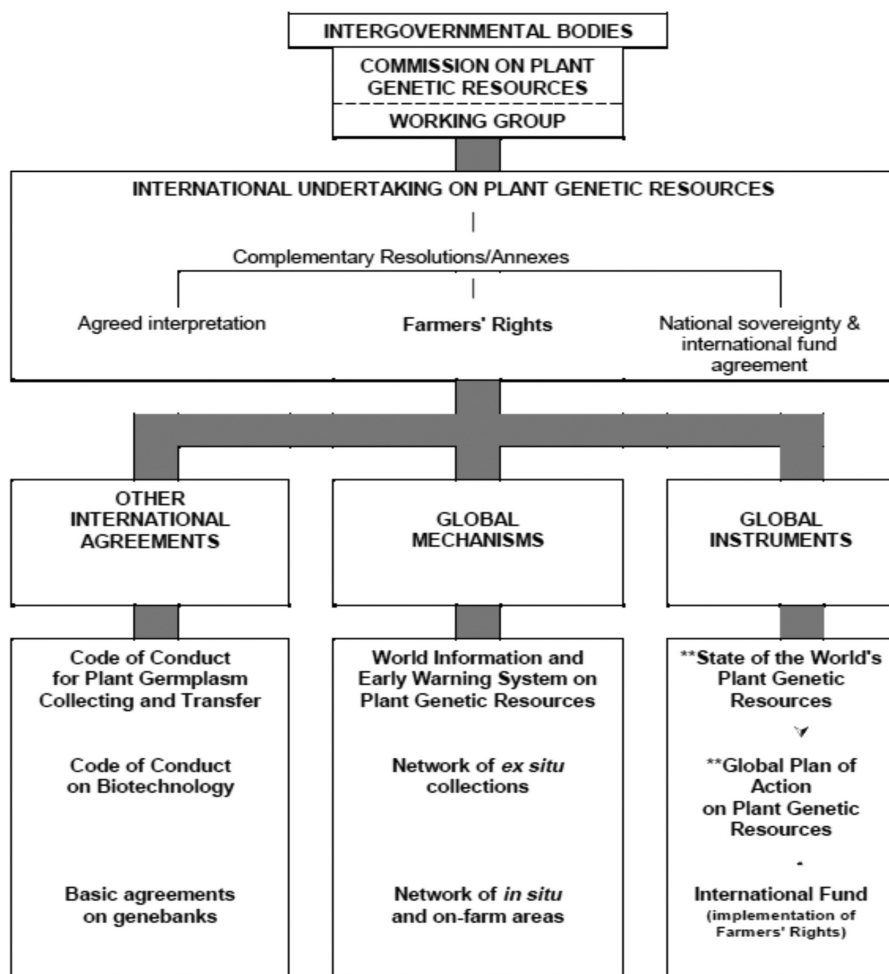 INTERGOVERNMENTAL BODIES
COMMISSION ON PLANT
GENETIC RESOURCES
WORKING GROUP
INTERNATIONAL UNDERTAKING ON PLANT GENETIC RESOURCES
Complementary Resolutions/Annexes
Agreed interpretation
Farmers' Rights
National sovereignty &
international fund
agreement
OTHER
INTERNATIONAL
AGREEMENTS
GLOBAL
MECHANISMS
GLOBAL
INSTRUMENTS
Code of Conduct
for Plant Germplasm
Collecting and Transfer
Code of Conduct
on Biotechnology
Basic agreements
on genebanks
World Information and
Early Warning System on
Plant Genetic Resources
Network of ex situ
collections
Network of in situ
and on-farm areas
**State of the World's
Plant Genetic
Resources
**Global Plan of
Action
on Plant Genetic
Resources
International Fund
(implementation of
Farmers' Rights)